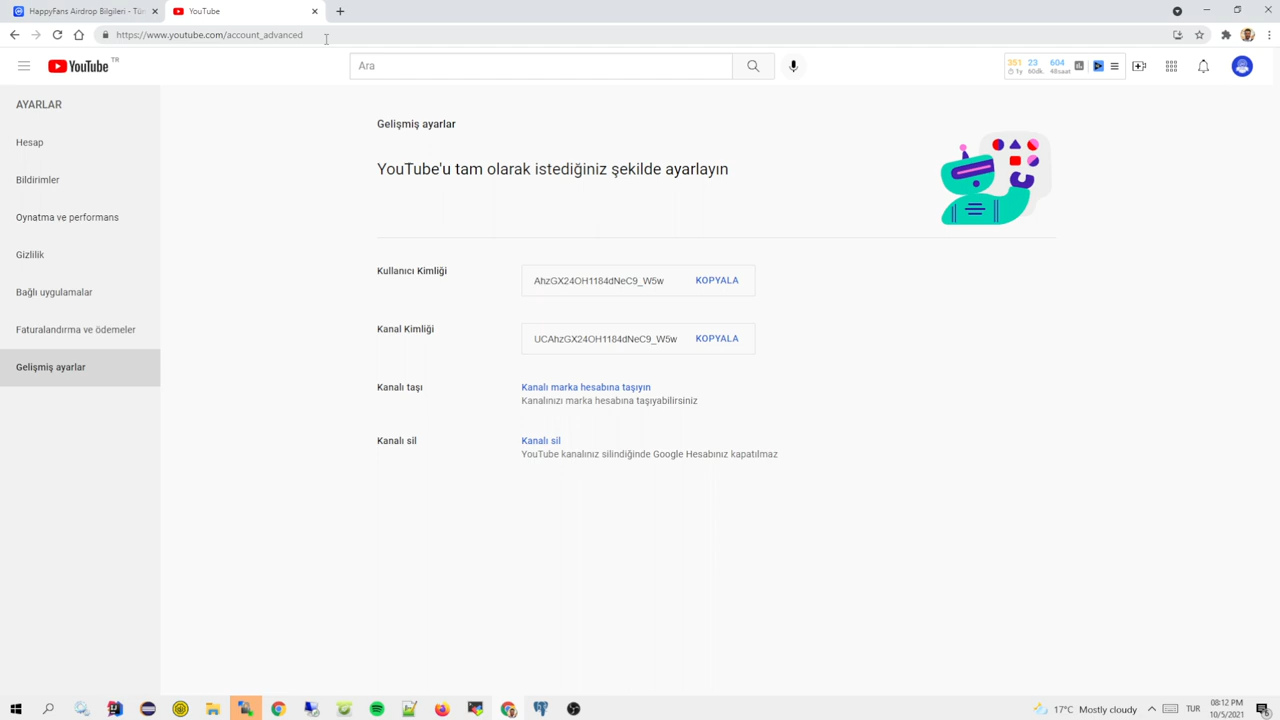 HappyFans Airdrop Bilgileri - Tür
YouTube
https://www.youtube.com/account_advanced
YouTube TR
Ara
351 23 604
1y 60dk. 48saat
AYARLAR
Hesap
Bildirimler
Oynatma ve performans
Gizlilik
Bağlı uygulamalar
Faturalandırma ve ödemeler
Gelişmiş ayarlar
Gelişmiş ayarlar
YouTube'u tam olarak istediğiniz şekilde ayarlayın
Kullanıcı Kimliği
AhzGX24OH1184dNeC9_W5w KOPYALA
Kanal Kimliği
UCAhzGX24OH1184dNeC9_W5w KOPYALA
Kanalı taşı
Kanalı marka hesabına taşıyın
Kanalınızı marka hesabına taşıyabilirsiniz
Kanalı sil
Kanalı sil
YouTube kanalınız silindiğinde Google Hesabınız kapatılmaz
17°C Mostly cloudy
TUR
08:12 PM
10/5/2021